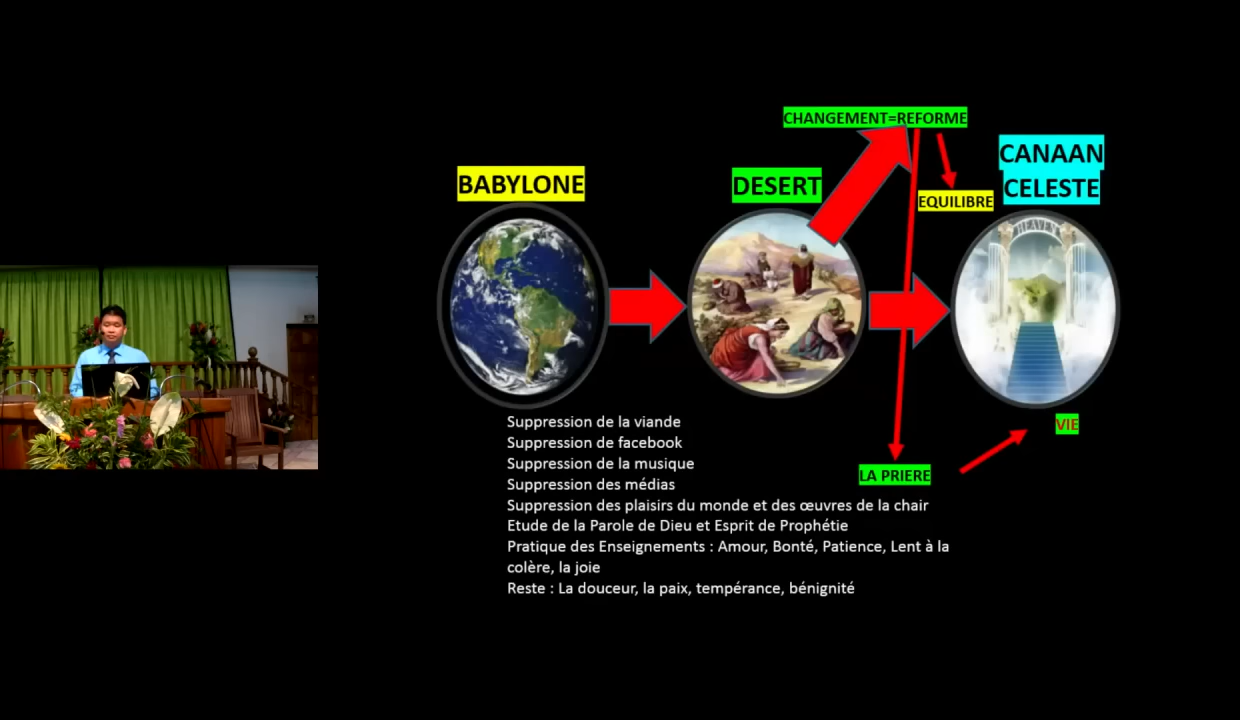 CHANGEMENT=REFORME
BABYLONE
DESERT
CANAAN
CELESTE
EQUILIBRE
HEAVEN
Suppression de la viande
Suppression de facebook
Suppression de la musique
Suppression des médias
Suppression des plaisirs du monde et des œuvres de la chair
Etude de la Parole de Dieu et Esprit de Prophétie
Pratique des Enseignements : Amour, Bonté, Patience, Lent à la
colère, la joie
Reste : La douceur, la paix, tempérance, bénignité
LA PRIERE
VIE